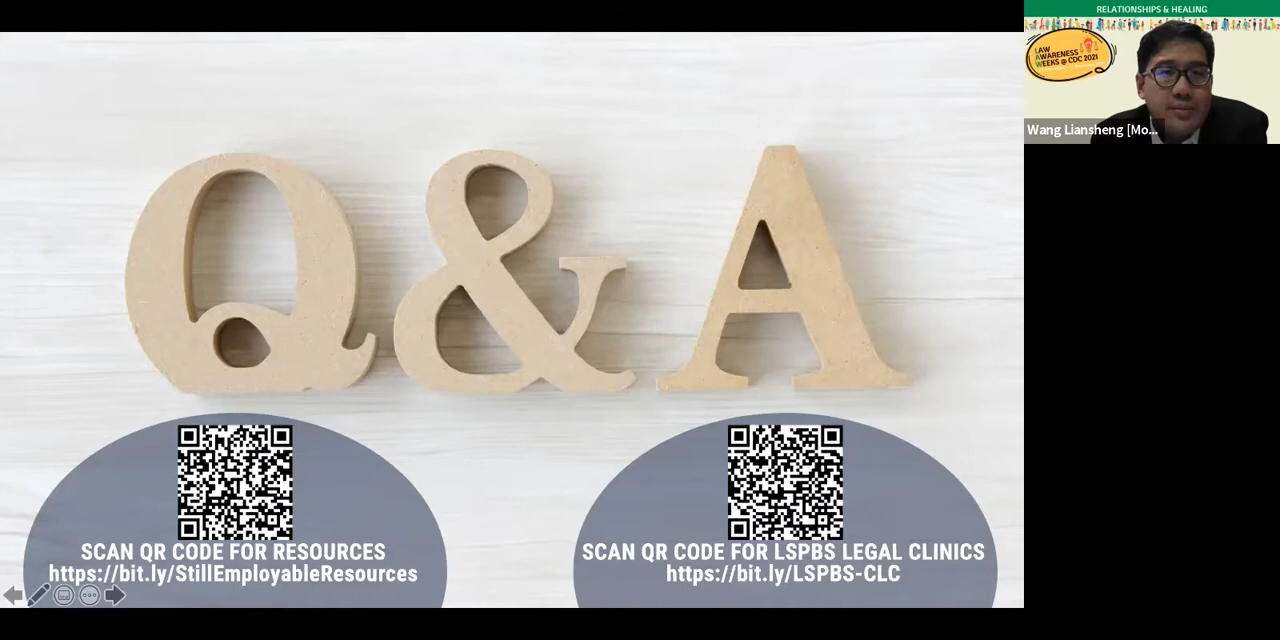 Q & A
SCAN QR CODE FOR RESOURCES
https://bit.ly/StillEmployableResources
SCAN QR CODE FOR LSPBS LEGAL CLINICS
https://bit.ly/LSPBS-CLC
RELATIONSHIPS & HEALING
LAW
AWARENESS
WEEKS @ CDC 2021
Wang Liansheng [Mo...